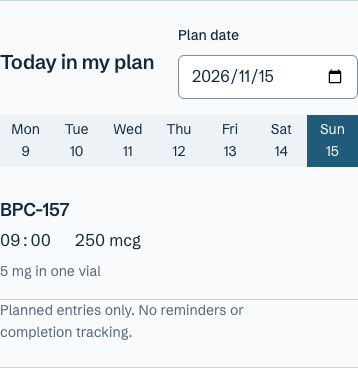 Plan date
Today in my plan
2026/11/15
Mon Tue Wed Thu Fri Sat Sun
9 10 11 12 13 14 15
BPC-157
09:00 250 mcg
5 mg in one vial
Planned entries only. No reminders or
completion tracking.